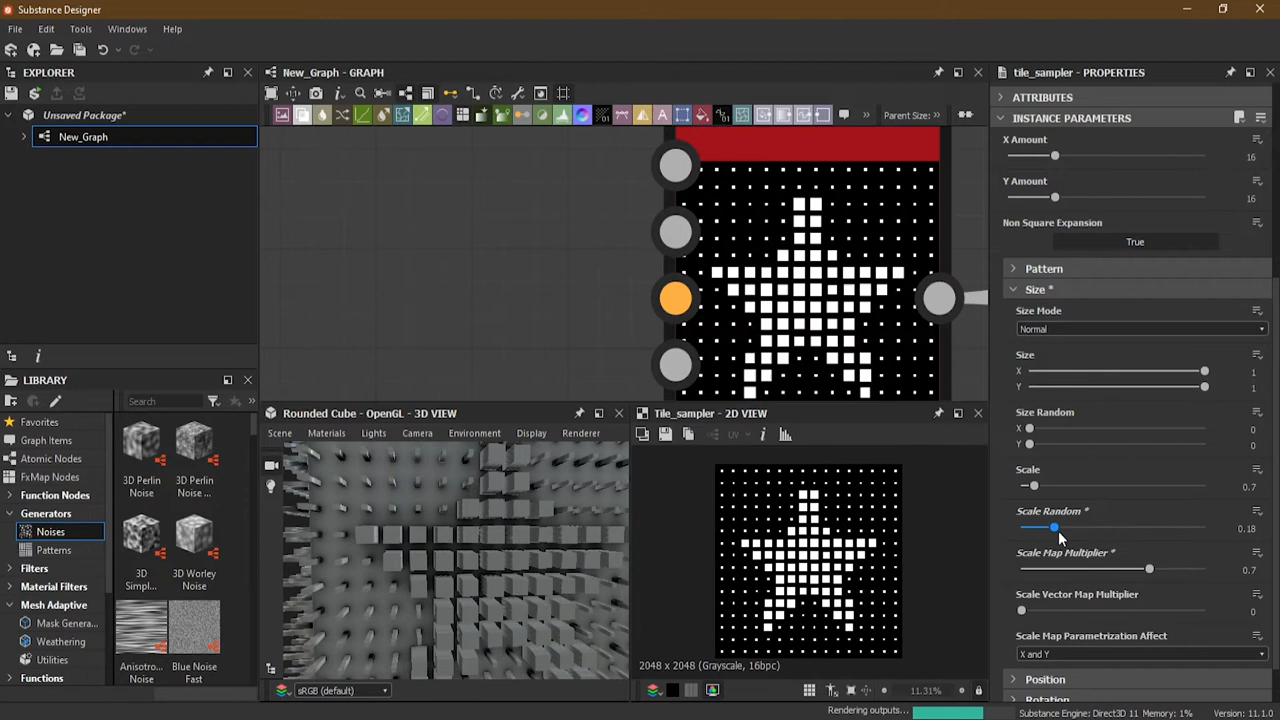 Substance Designer
File Edit Tools Windows Help
EXPLORER
Unsaved Package*
New_Graph
LIBRARY
Search
Favorites
Graph Items
Atomic Nodes
FxMap Nodes
Function Nodes
Generators
Noises
Patterns
Filters
Material Filters
Mesh Adaptive
Mask Genera...
Weathering
Utilities
Functions
3D Perlin Noise
3D Perlin Noise ...
3D Simpl...
3D Worley Noise
Anisotro... Noise
Blue Noise Fast
New_Graph - GRAPH
Parent Size:
Rounded Cube - OpenGL - 3D VIEW
Scene Materials Lights Camera Environment Display Renderer
sRGB (default)
Tile_sampler - 2D VIEW
UV
2048 x 2048 (Grayscale, 16bpc)
11.31%
tile_sampler - PROPERTIES
ATTRIBUTES
INSTANCE PARAMETERS
X Amount
16
Y Amount
16
Non Square Expansion
True
Pattern
Size *
Size Mode
Normal
Size
X 1
Y 1
Size Random
X 0
Y 0
Scale
0.7
Scale Random *
0.18
Scale Map Multiplier *
0.7
Scale Vector Map Multiplier
0
Scale Map Parametrization Affect
X and Y
Position
Rotation
Rendering outputs...
Substance Engine: Direct3D 11 Memory: 1%
Version: 11.1.0